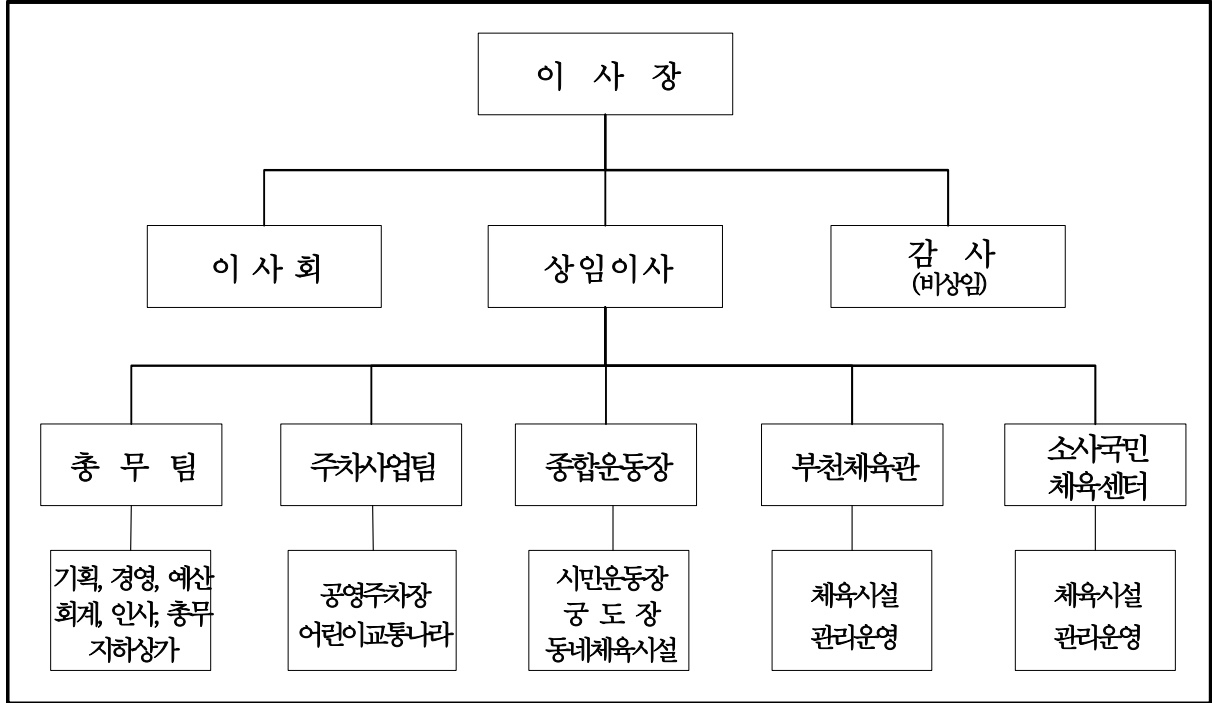 이 사 장
이 사 회
상임이사
감 사
(비상임)
총 무 팀
주차사업팀
종합운동장
부천체육관
소사국민
체육센터
기획, 경영, 예산
회계, 인사, 총무
지하상가
공영주차장
어린이교통나라
시민운동장
궁 도 장
동네체육시설
체육시설
관리운영
체육시설
관리운영